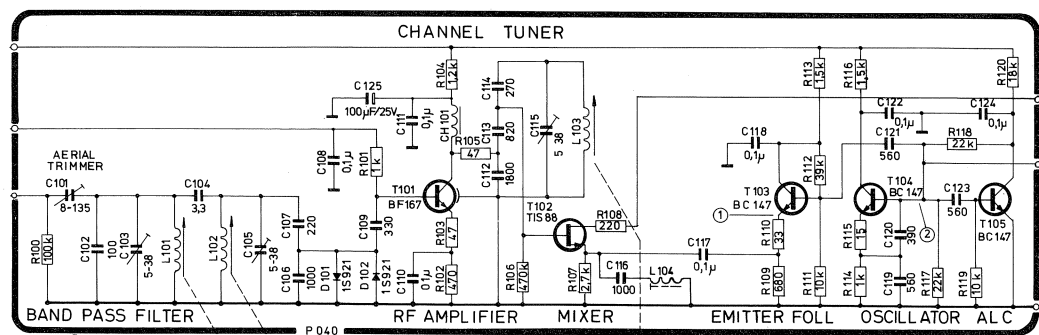 CHANNEL TUNER
AERIAL
TRIMMER
C101
8-135
R100
100k
C102
100
C103
5-38
L101
C104
3,3
L102
C105
5-38
C107
220
C106
1000
D101
1S921
D102
1S921
C108
0,1µ
R101
1k
C109
330
C125
100µF/25V
C111
0,1µ
R104
1,2k
CH101
R105
47
T101
BF167
R103
47
R102
470
C110
0,1µ
C114
270
C113
820
C112
1800
C115
5 38
L103
R106
470k
T102
TIS 88
R108
220
R107
2,7k
C116
1000
L104
C117
0,1µ
C118
0,1µ
T103
BC 147
1
R110
33
R109
680
R113
1,5k
R112
39k
R111
10k
R116
1,5k
C122
0,1µ
C121
560
T104
BC 147
R115
15
R114
1k
C120
390
C119
560
2
R117
22k
R118
22k
C124
0,1µ
C123
560
R119
10k
R120
18k
T105
BC 147
BAND PASS FILTER
P 040
RF AMPLIFIER
MIXER
EMITTER FOLL
OSCILLATOR
ALC